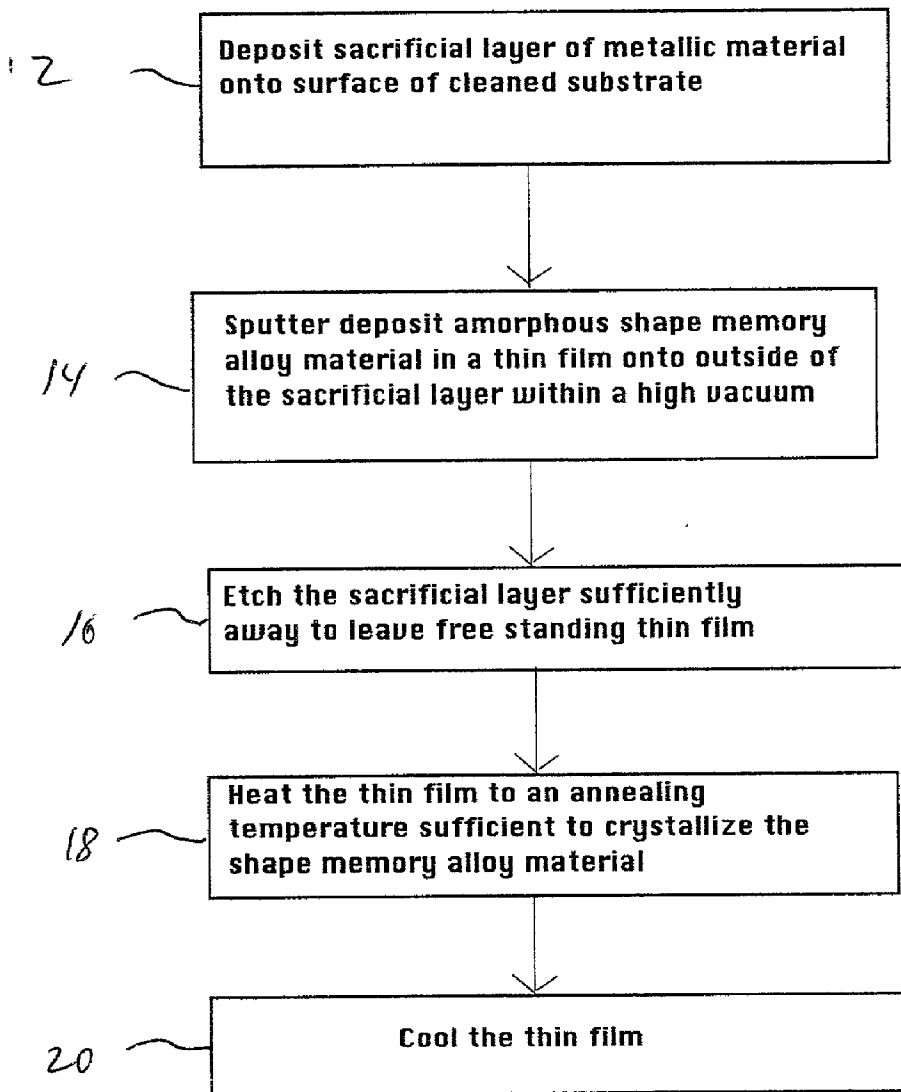 12
Deposit sacrificial layer of metallic material
onto surface of cleaned substrate
14
Sputter deposit amorphous shape memory
alloy material in a thin film onto outside of
the sacrificial layer within a high vacuum
16
Etch the sacrificial layer sufficiently
away to leave free standing thin film
18
Heat the thin film to an annealing
temperature sufficient to crystallize the
shape memory alloy material
20
Cool the thin film